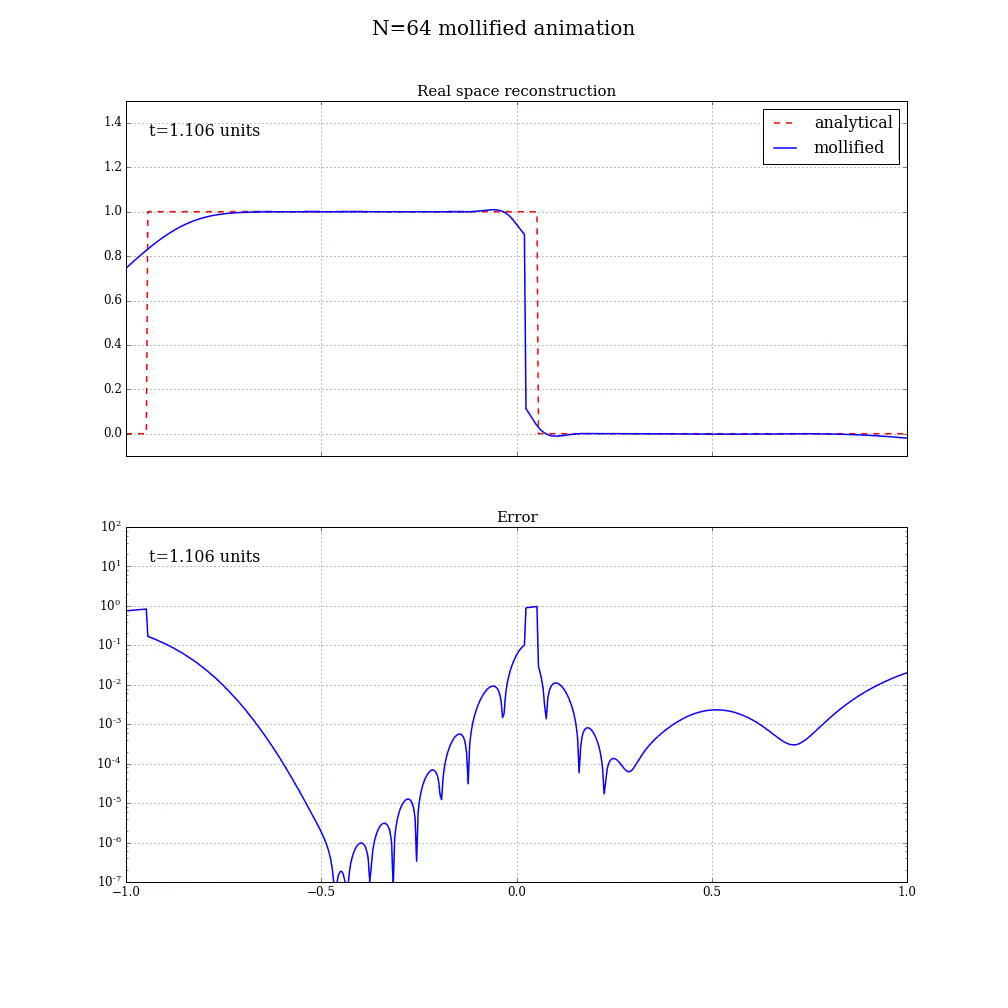 N=64 mollified animation
Real space reconstruction
t=1.106 units
analytical
mollified
1.4
1.2
1.0
0.8
0.6
0.4
0.2
0.0
Error
t=1.106 units
10²
10¹
10⁰
10⁻¹
10⁻²
10⁻³
10⁻⁴
10⁻⁵
10⁻⁶
10⁻⁷
−1.0 −0.5 0.0 0.5 1.0